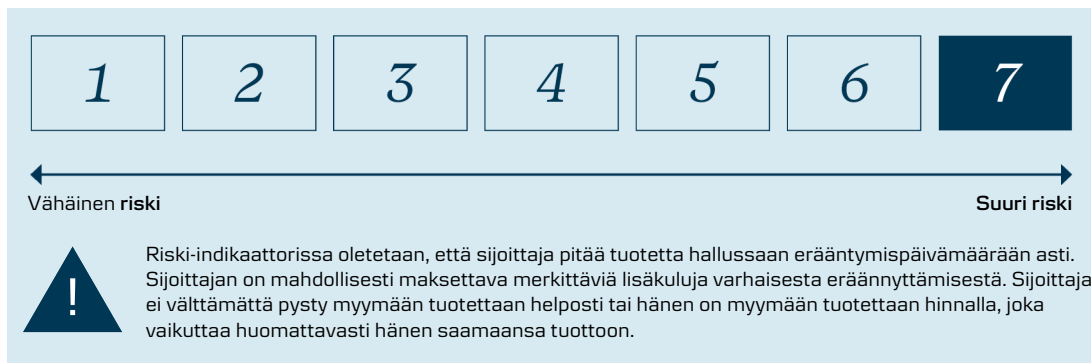 1 2 3 4 5 6 7
Vähäinen riski Suuri riski
! Riski-indikaattorissa oletetaan, että sijoittaja pitää tuotetta hallussaan erääntymispäivämäärään asti.
Sijoittajan on mahdollisesti maksettava merkittäviä lisäkuluja varhaisesta eräännyttämisestä. Sijoittaja
ei välttämättä pysty myymään tuotettaan helposti tai hänen on myymään tuotettaan hinnalla, joka
vaikuttaa huomattavasti hänen saamaansa tuottoon.